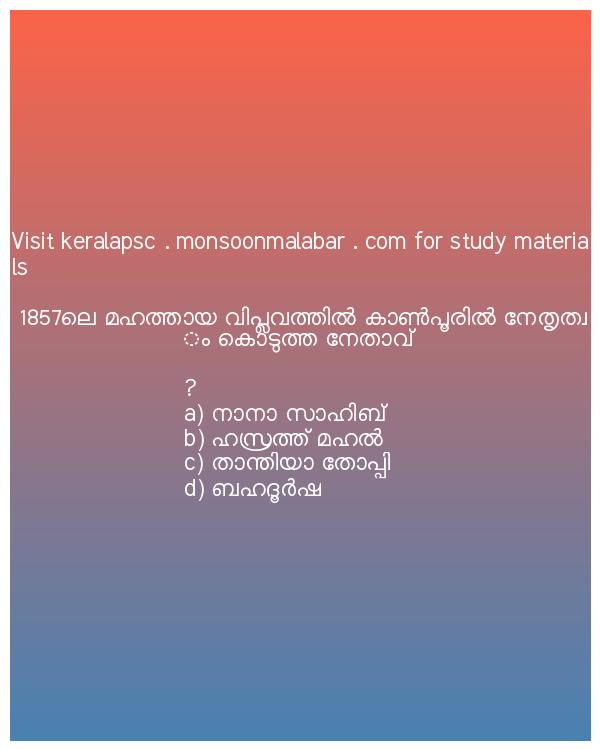 Visit keralapsc . monsoonmalabar . com for study materia
ls
1857ലെ മഹത്തായ വിപ്ലവത്തിൽ കാൺപൂരിൽ നേതൃത്വ
ം കൊടുത്ത നേതാവ്
?
a) നാനാ സാഹിബ്
b) ഹസ്രത്ത് മഹൽ
c) താന്തിയാ തോപ്പി
d) ബഹദൂർഷ